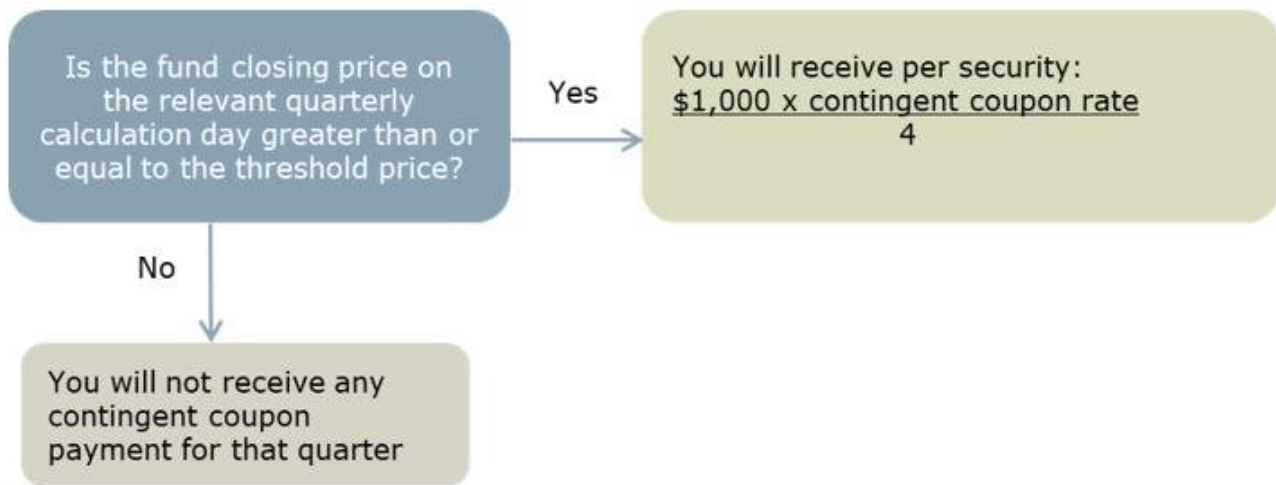 Is the fund closing price on
the relevant quarterly
calculation day greater than or
equal to the threshold price?
Yes
You will receive per security:
$1,000 x contingent coupon rate
4
No
You will not receive any
contingent coupon
payment for that quarter